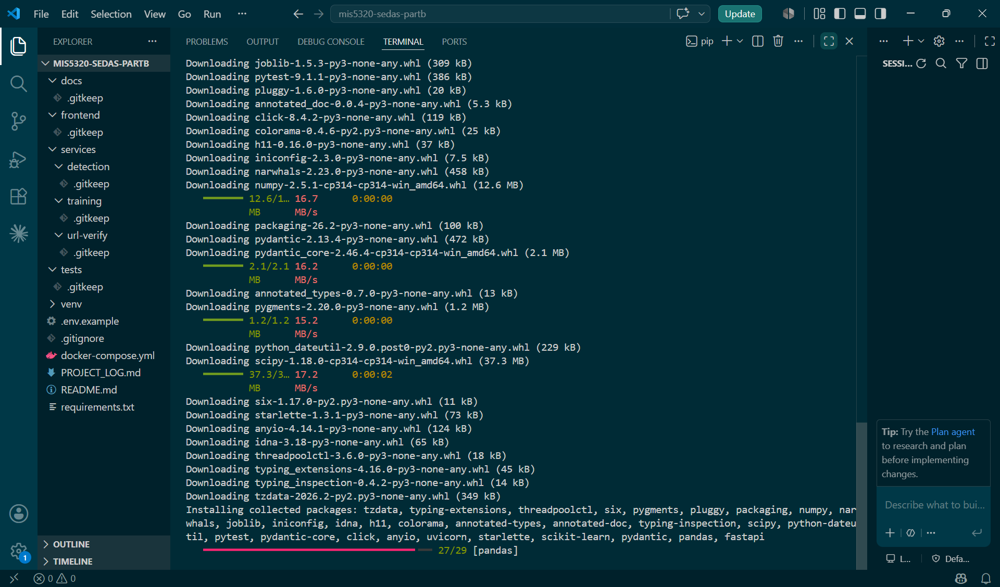 File Edit Selection View Go Run ···
mis5320-sedas-partb
Update
EXPLORER
MIS5320-SEDAS-PARTB
docs
.gitkeep
frontend
.gitkeep
services
detection
.gitkeep
training
.gitkeep
url-verify
.gitkeep
tests
.gitkeep
venv
.env.example
.gitignore
docker-compose.yml
PROJECT_LOG.md
README.md
requirements.txt
OUTLINE
TIMELINE
PROBLEMS OUTPUT DEBUG CONSOLE TERMINAL PORTS
pip
Downloading joblib-1.5.3-py3-none-any.whl (309 kB)
Downloading pytest-9.1.1-py3-none-any.whl (386 kB)
Downloading pluggy-1.6.0-py3-none-any.whl (20 kB)
Downloading annotated_doc-0.0.4-py3-none-any.whl (5.3 kB)
Downloading click-8.4.2-py3-none-any.whl (119 kB)
Downloading colorama-0.4.6-py2.py3-none-any.whl (25 kB)
Downloading h11-0.16.0-py3-none-any.whl (37 kB)
Downloading iniconfig-2.3.0-py3-none-any.whl (7.5 kB)
Downloading narwhals-2.23.0-py3-none-any.whl (458 kB)
Downloading numpy-2.5.1-cp314-cp314-win_amd64.whl (12.6 MB)
12.6/1… 16.7 0:00:00
MB MB/s
Downloading packaging-26.2-py3-none-any.whl (100 kB)
Downloading pydantic-2.13.4-py3-none-any.whl (472 kB)
Downloading pydantic_core-2.46.4-cp314-cp314-win_amd64.whl (2.1 MB)
2.1/2.1 16.2 0:00:00
MB MB/s
Downloading annotated_types-0.7.0-py3-none-any.whl (13 kB)
Downloading pygments-2.20.0-py3-none-any.whl (1.2 MB)
1.2/1.2 15.2 0:00:00
MB MB/s
Downloading python_dateutil-2.9.0.post0-py2.py3-none-any.whl (229 kB)
Downloading scipy-1.18.0-cp314-cp314-win_amd64.whl (37.3 MB)
37.3/3… 17.2 0:00:02
MB MB/s
Downloading six-1.17.0-py2.py3-none-any.whl (11 kB)
Downloading starlette-1.3.1-py3-none-any.whl (73 kB)
Downloading anyio-4.14.1-py3-none-any.whl (124 kB)
Downloading idna-3.18-py3-none-any.whl (65 kB)
Downloading threadpoolctl-3.6.0-py3-none-any.whl (18 kB)
Downloading typing_extensions-4.16.0-py3-none-any.whl (45 kB)
Downloading typing_inspection-0.4.2-py3-none-any.whl (14 kB)
Downloading tzdata-2026.2-py2.py3-none-any.whl (349 kB)
Installing collected packages: tzdata, typing-extensions, threadpoolctl, six, pygments, pluggy, packaging, numpy, nar
whals, joblib, iniconfig, idna, h11, colorama, annotated-types, annotated-doc, typing-inspection, scipy, python-dateu
til, pytest, pydantic-core, click, anyio, uvicorn, starlette, scikit-learn, pydantic, pandas, fastapi
27/29 [pandas]
SESSI...
Tip: Try the Plan agent
to research and plan
before implementing
changes.
Describe what to bui...
L... Defa...
1
0 0